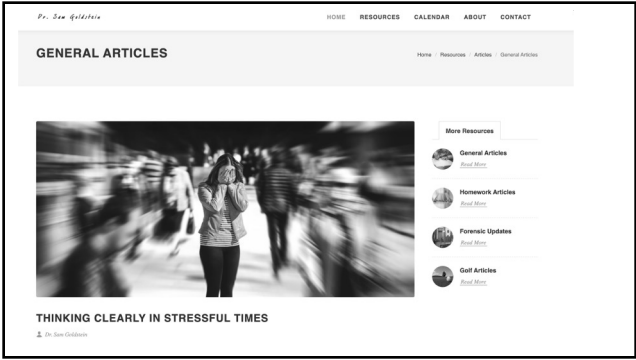 Dr. Sam Goldstein
HOME RESOURCES CALENDAR ABOUT CONTACT
GENERAL ARTICLES
Home / Resources / Articles / General Articles
More Resources
General Articles
Read More
Homework Articles
Read More
Forensic Updates
Read More
Golf Articles
Read More
THINKING CLEARLY IN STRESSFUL TIMES
Dr. Sam Goldstein